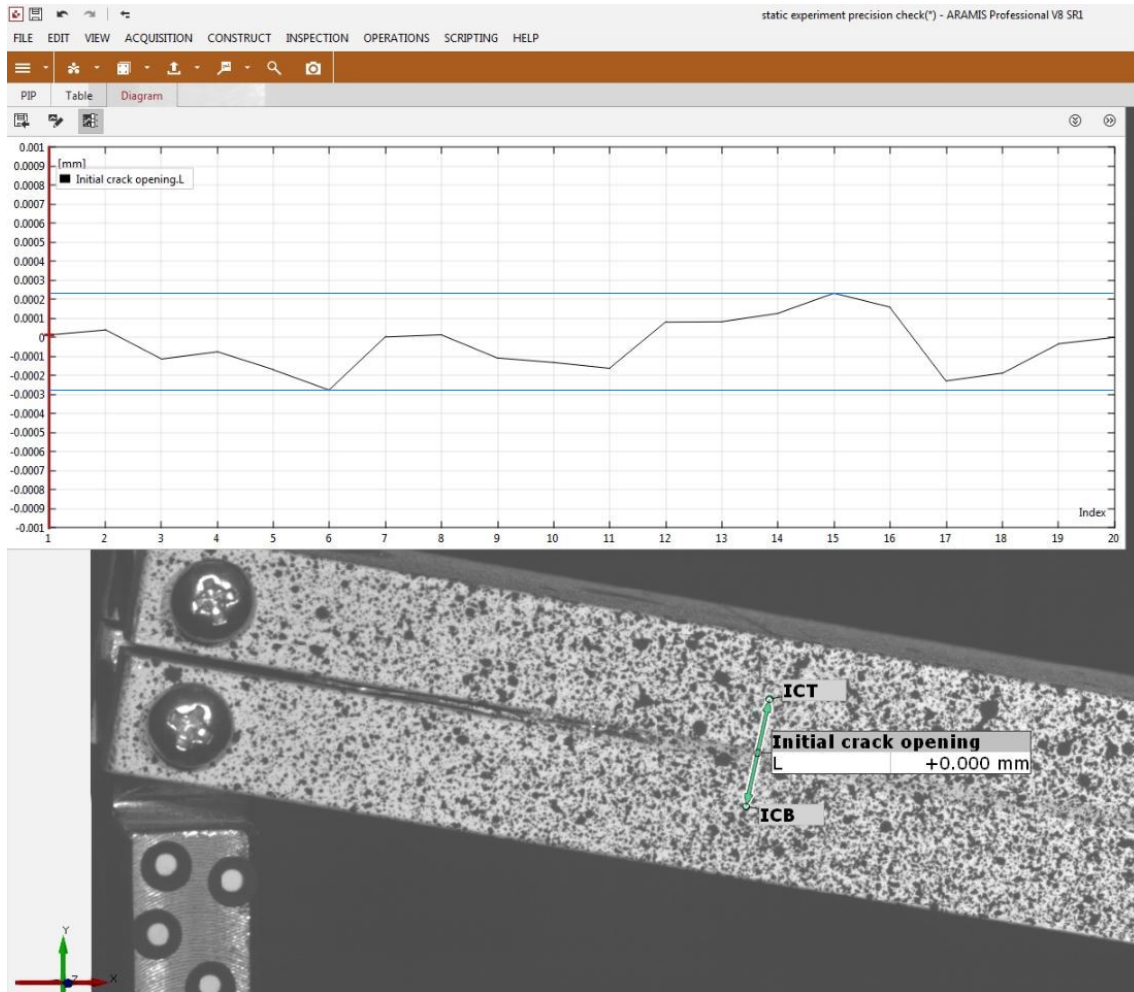 static experiment precision check(*) - ARAMIS Professional V8 SR1
FILE EDIT VIEW ACQUISITION CONSTRUCT INSPECTION OPERATIONS SCRIPTING HELP
PIP Table Diagram
0.001
[mm]
0.0009
Initial crack opening.L
0.0008
0.0007
0.0006
0.0005
0.0004
0.0003
0.0002
0.0001
0
-0.0001
-0.0002
-0.0003
-0.0004
-0.0005
-0.0006
-0.0007
-0.0008
-0.0009
Index
-0.001
1 2 3 4 5 6 7 8 9 10 11 12 13 14 15 16 17 18 19 20
ICT
Initial crack opening
L +0.000 mm
ICB
Y
Z X